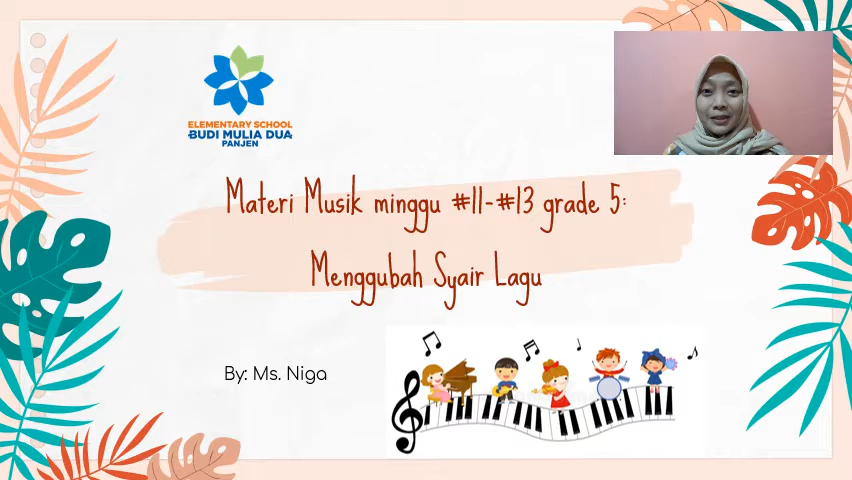 ELEMENTARY SCHOOL
BUDI MULIA DUA
PANJEN
Materi Musik minggu #11-#13 grade 5:
Menggubah Syair Lagu
By: Ms. Niga